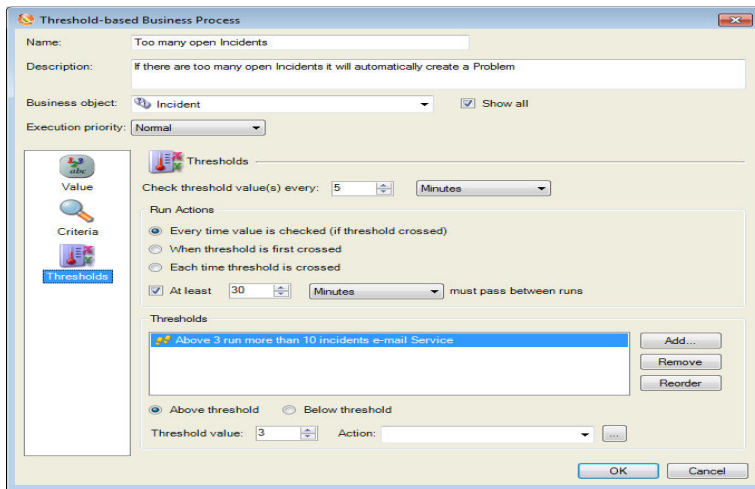 Threshold-based Business Process
Name: Too many open Incidents
Description: If there are too many open Incidents it will automatically create a Problem
Business object: Incident Show all
Execution priority: Normal
abc
Value
Criteria
Thresholds
Thresholds
Check threshold value(s) every: 5 Minutes
Run Actions
Every time value is checked (if threshold crossed)
When threshold is first crossed
Each time threshold is crossed
At least 30 Minutes must pass between runs
Thresholds
Above 3 run more than 10 incidents e-mail Service
Add...
Remove
Reorder
Above threshold Below threshold
Threshold value: 3 Action: ...
OK Cancel